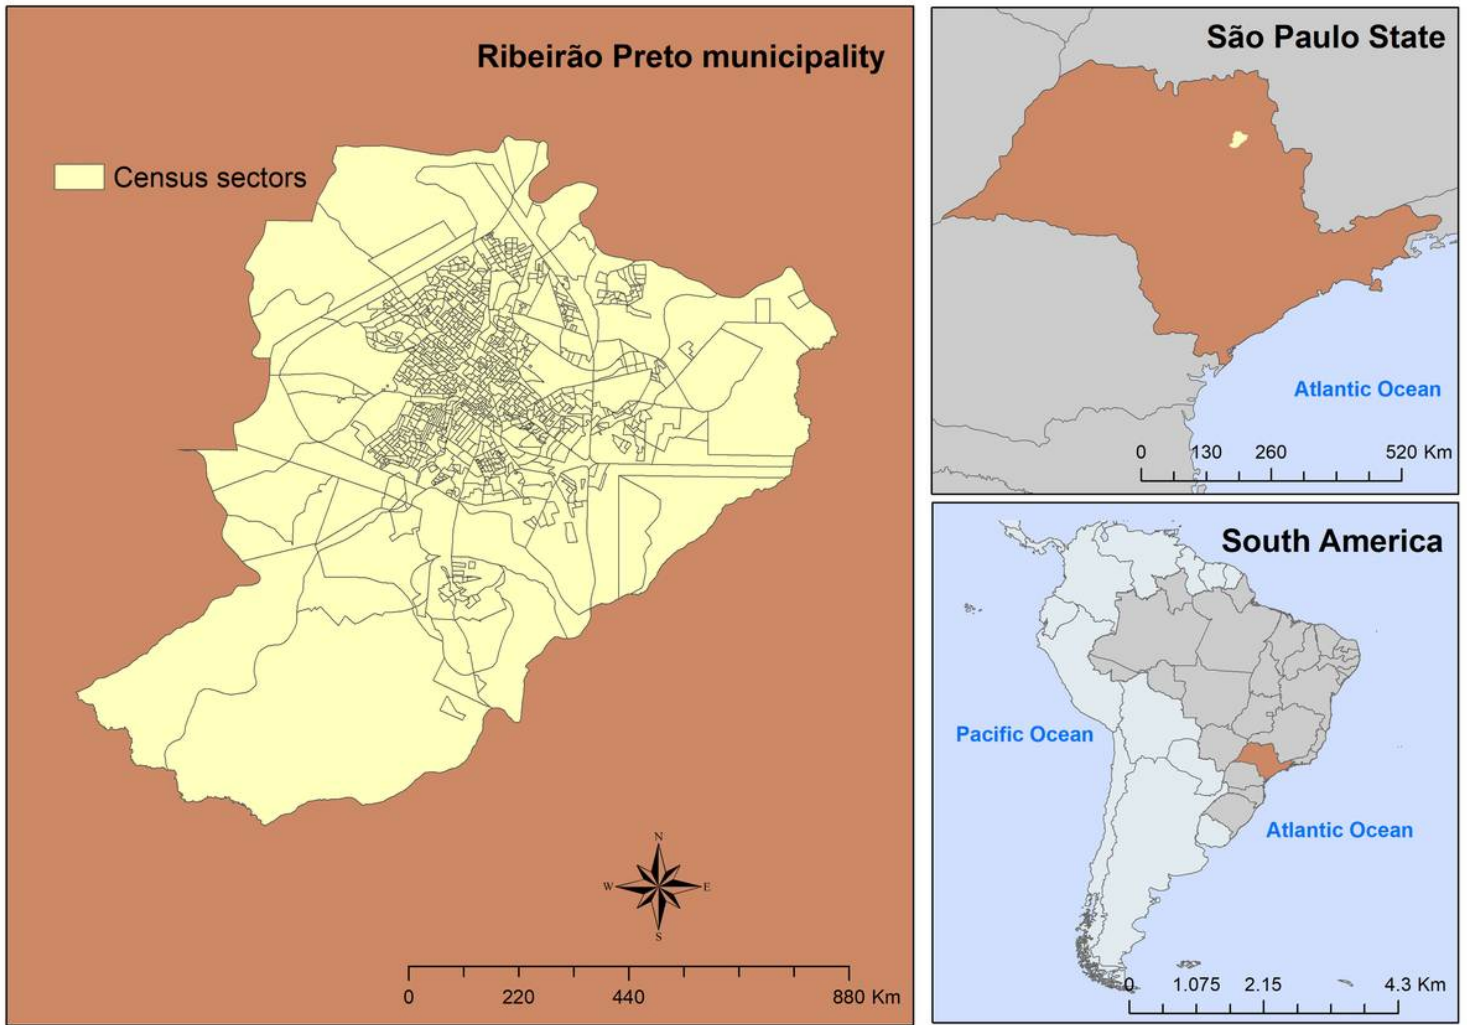 Ribeirão Preto municipality
Census sectors
N
W E
S
0 220 440 880 Km
São Paulo State
Atlantic Ocean
0 130 260 520 Km
South America
Pacific Ocean
Atlantic Ocean
0 1.075 2.15 4.3 Km